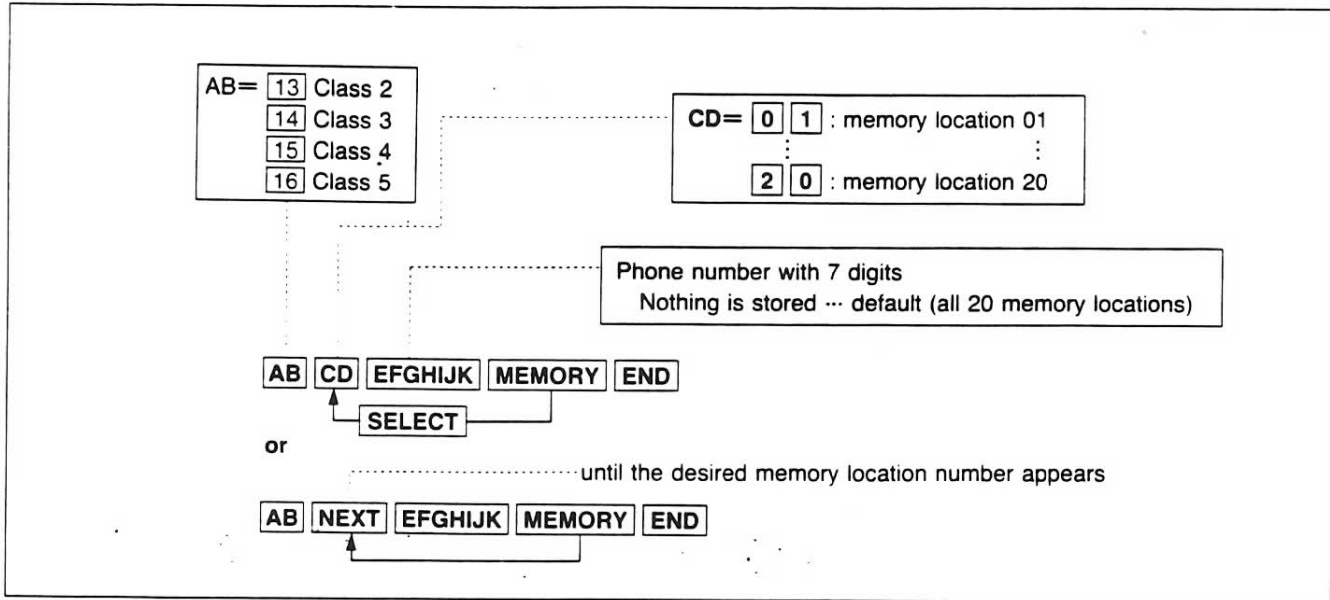 AB= 13 Class 2
14 Class 3
15 Class 4
16 Class 5
CD= 0 1 : memory location 01
⋮ ⋮
2 0 : memory location 20
Phone number with 7 digits
Nothing is stored ··· default (all 20 memory locations)
AB CD EFGHIJK MEMORY END
SELECT
or
until the desired memory location number appears
AB NEXT EFGHIJK MEMORY END